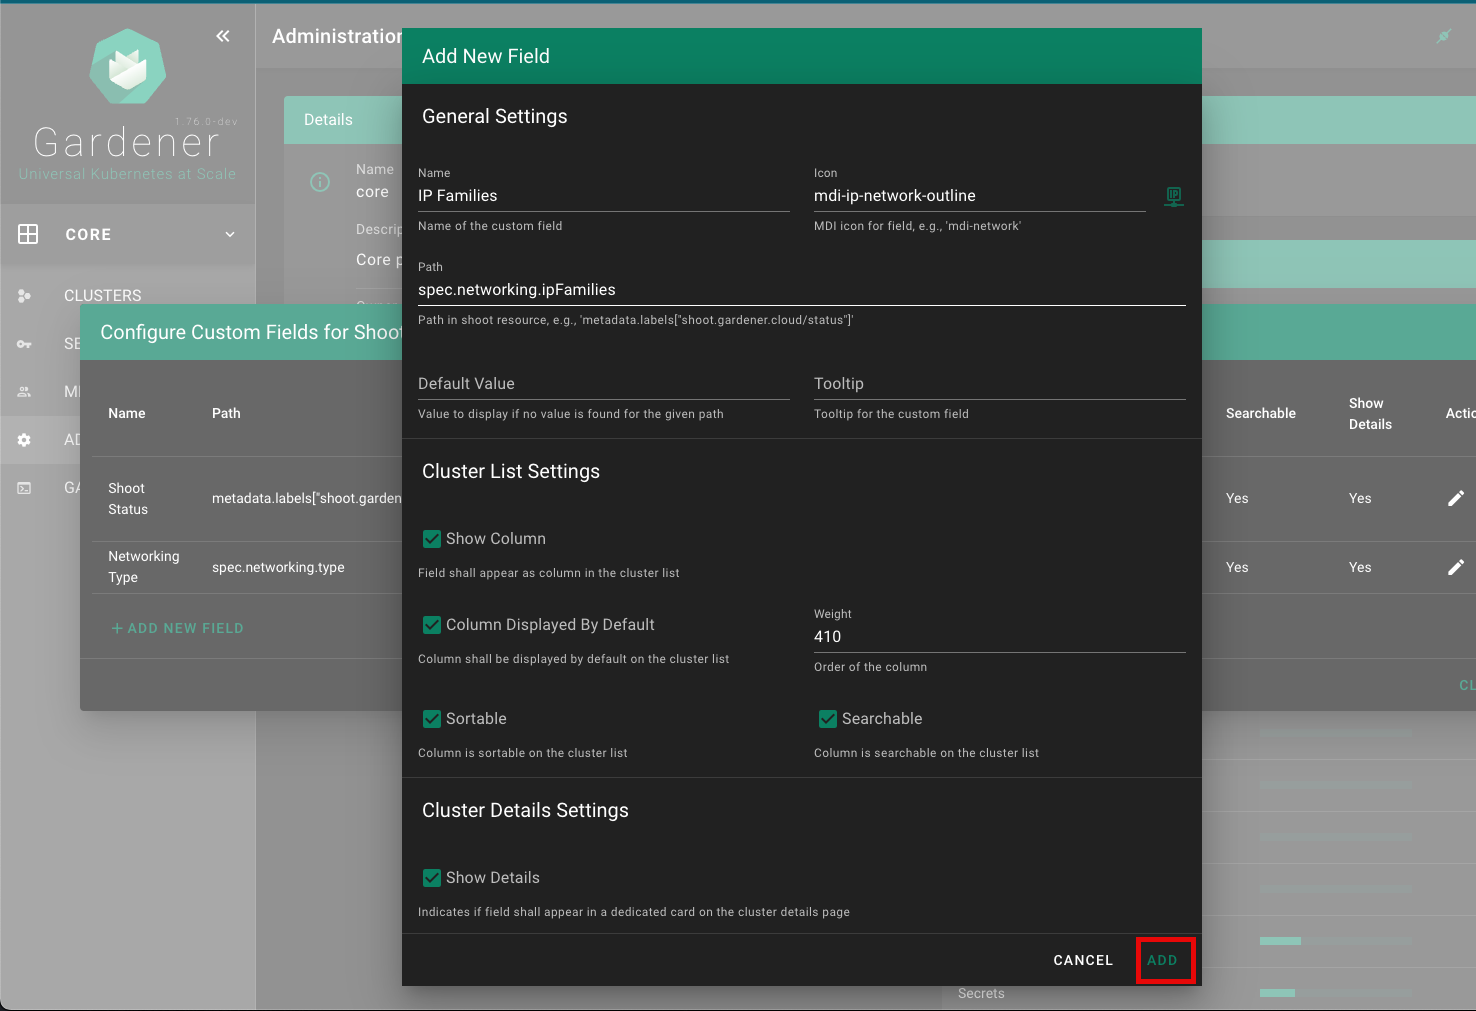 Administration
1.76.0-dev
Gardener
Universal Kubernetes at Scale
CORE
CLUSTERS
SE
ME
AD
GA
Details
Name
core
Descrip
Core p
Configure Custom Fields for Shoot
Name
Path
Searchable
Show
Details
Actio
Shoot
Status
metadata.labels["shoot.garden
Yes
Yes
Networking
Type
spec.networking.type
Yes
Yes
+ ADD NEW FIELD
CL
Add New Field
General Settings
Name
IP Families
Name of the custom field
Icon
mdi-ip-network-outline
IP
MDI icon for field, e.g., 'mdi-network'
Path
spec.networking.ipFamilies
Path in shoot resource, e.g., 'metadata.labels["shoot.gardener.cloud/status"]'
Default Value
Value to display if no value is found for the given path
Tooltip
Tooltip for the custom field
Cluster List Settings
Show Column
Field shall appear as column in the cluster list
Column Displayed By Default
Column shall be displayed by default on the cluster list
Weight
410
Order of the column
Sortable
Column is sortable on the cluster list
Searchable
Column is searchable on the cluster list
Cluster Details Settings
Show Details
Indicates if field shall appear in a dedicated card on the cluster details page
CANCEL
ADD
Secrets